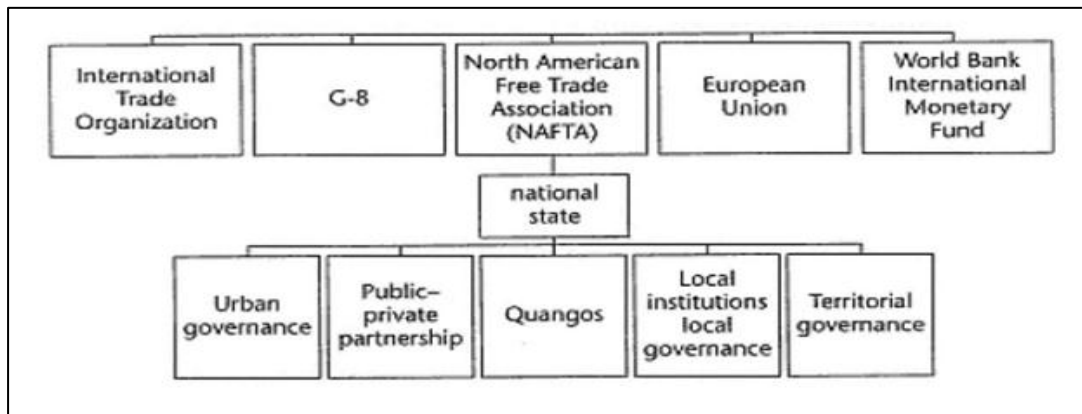 International
Trade
Organization
G-8
North American
Free Trade
Association
(NAFTA)
European
Union
World Bank
International
Monetary
Fund
national
state
Urban
governance
Public–
private
partnership
Quangos
Local
institutions
local
governance
Territorial
governance